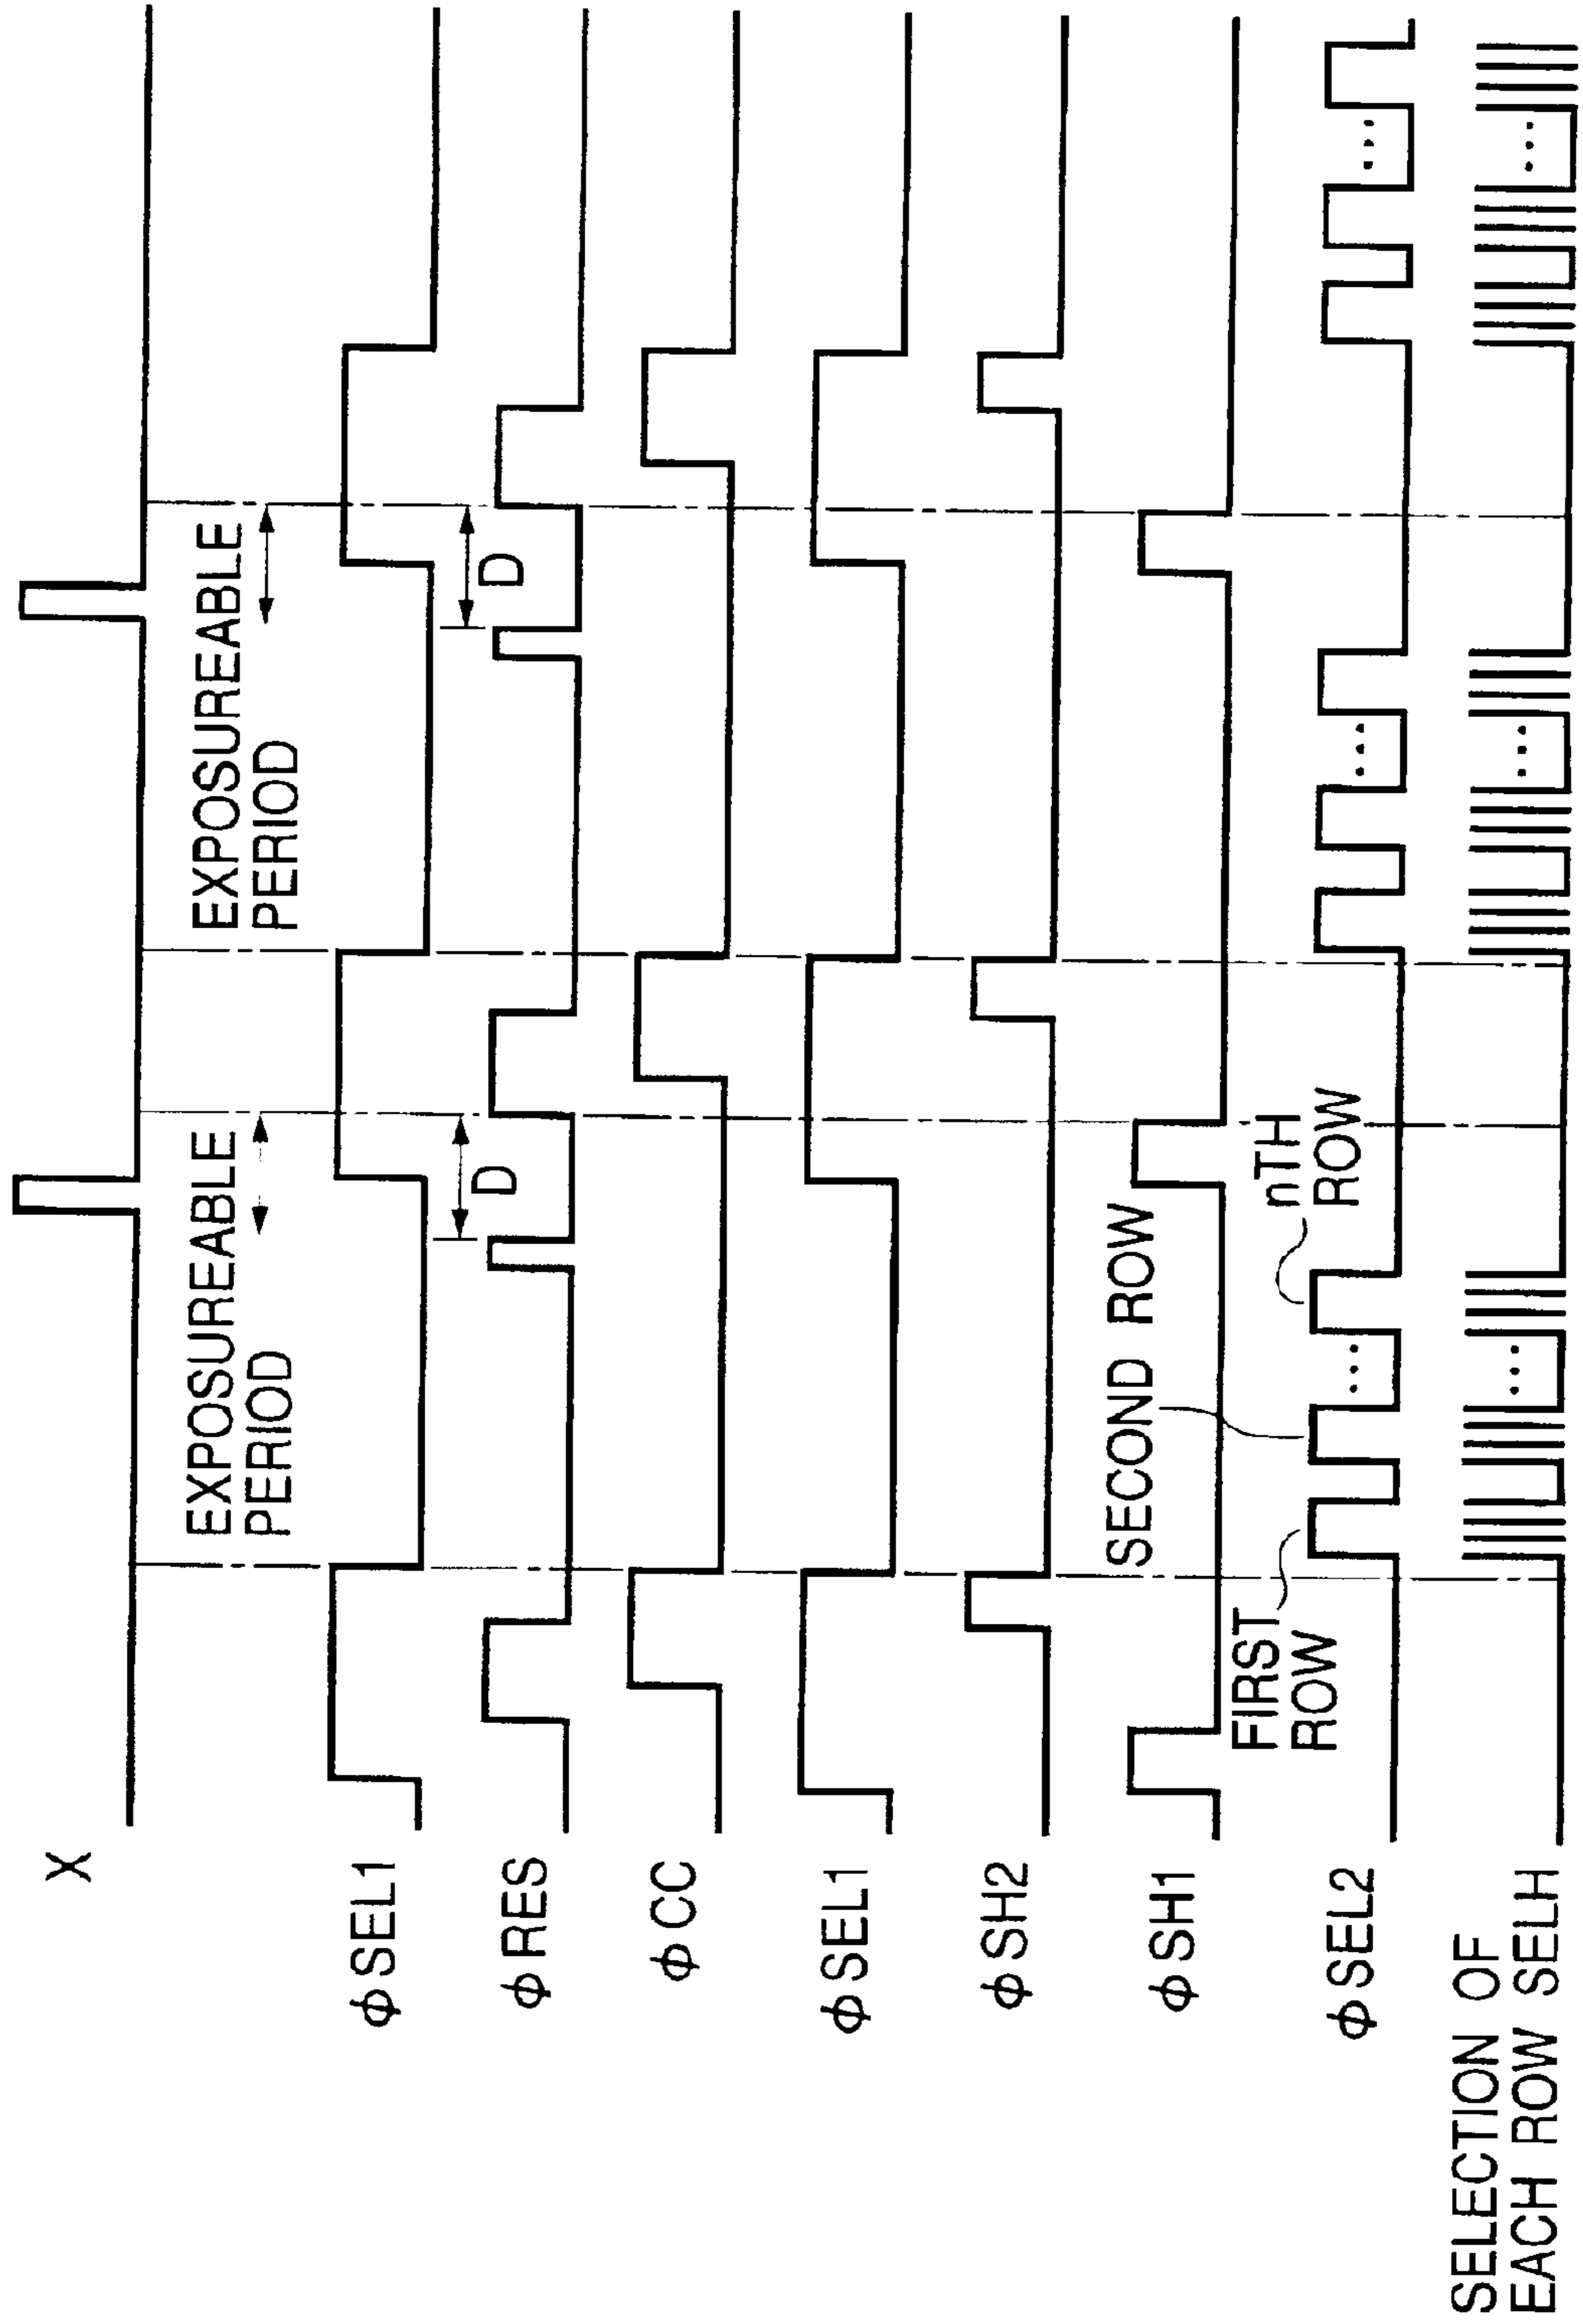 X
EXPOSUREABLE
PERIOD
EXPOSUREABLE
PERIOD
φSEL1
φRES
D
D
φCC
φSEL1
φSH2
φSH1
SECOND ROW
FIRST
ROW
nTH
ROW
φSEL2
...
...
...
SELECTION OF
EACH ROW SELH
...
...
...